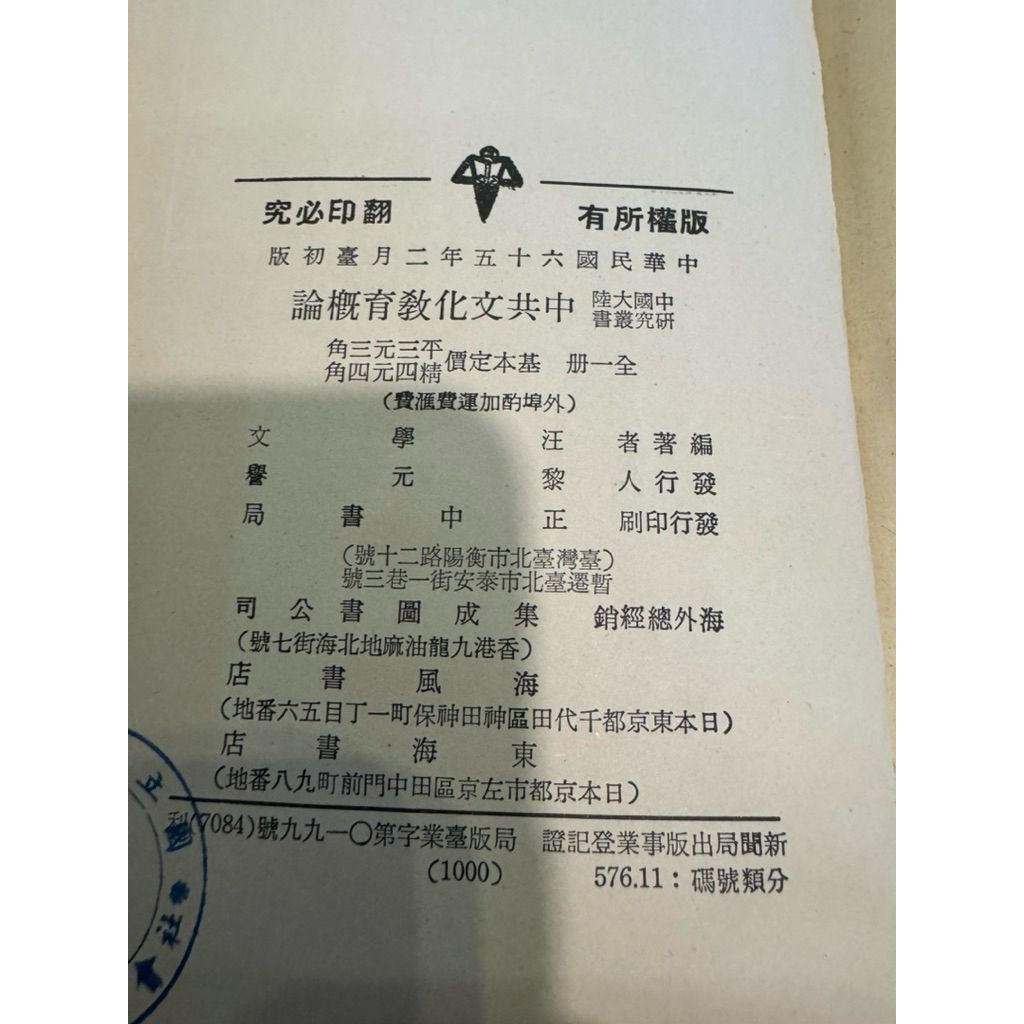 版權所有　翻印必究
中華民國六十五年二月臺初版
中國大陸研究叢書　中共文化教育概論
全一册　基本定價　平三元三角　精四元四角
（外埠酌加運費滙費）
編著者　汪學文
發行人　黎元譽
發行印刷　正中書局
（臺灣臺北市衡陽路二十號）
暫遷臺北市泰安街一巷三號
海外總經銷　集成圖書公司
（香港九龍油麻地北海街七號）
海風書店
（日本東京都千代田區神田神保町一丁目五六番地）
東海書店
（日本京都市左京區田中門前町九八番地）
新聞局出版事業登記證　局版臺業字第〇一九九號(7084)利
分類號碼：576.11　(1000)
立國
社會